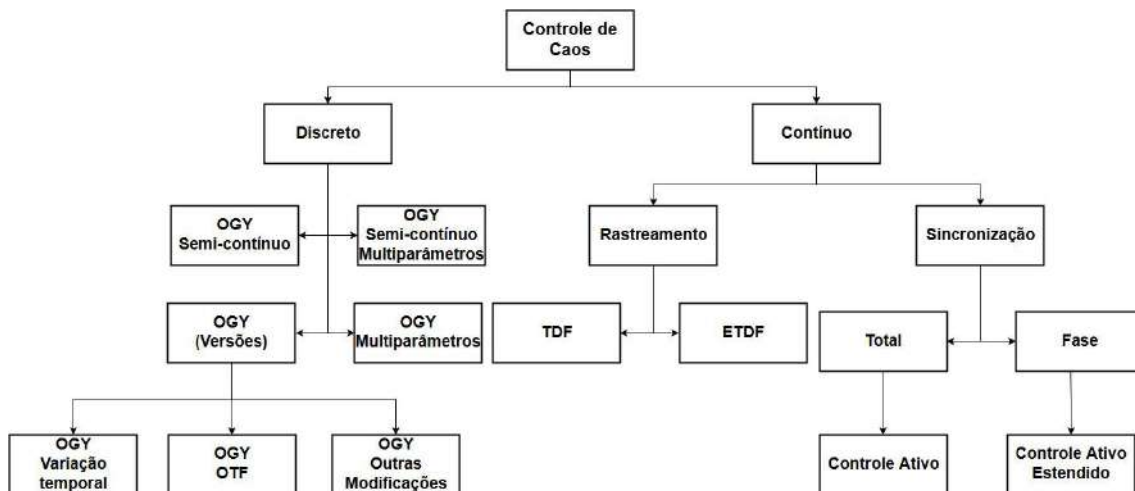 Controle de
Caos
Discreto
Contínuo
OGY
Semi-contínuo
OGY
Semi-contínuo
Multiparâmetros
Rastreamento
Sincronização
OGY
(Versões)
OGY
Multiparâmetros
TDF
ETDF
Total
Fase
OGY
Variação
temporal
OGY
OTF
OGY
Outras
Modificações
Controle Ativo
Controle Ativo
Estendido